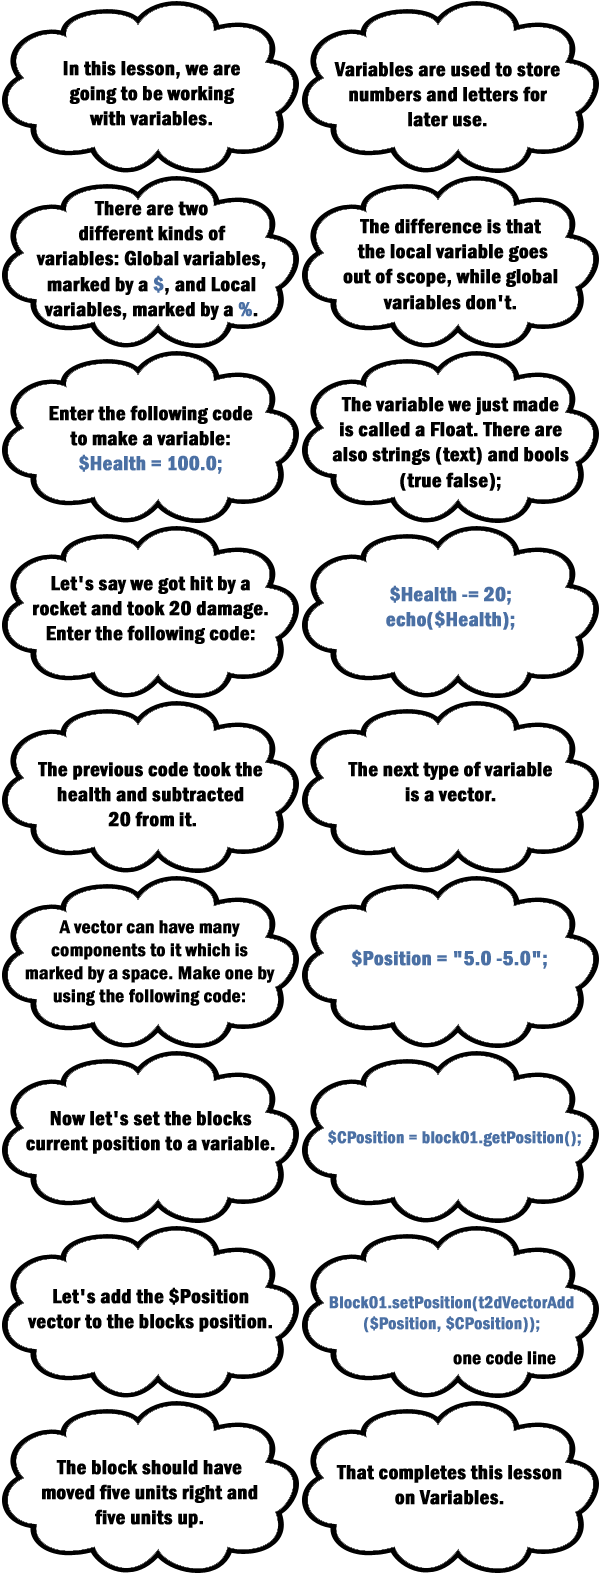 In this lesson, we are
going to be working
with variables.
Variables are used to store
numbers and letters for
later use.
There are two
different kinds of
variables: Global variables,
marked by a $, and Local
variables, marked by a %.
The difference is that
the local variable goes
out of scope, while global
variables don't.
Enter the following code
to make a variable:
$Health = 100.0;
The variable we just made
is called a Float. There are
also strings (text) and bools
(true false);
Let's say we got hit by a
rocket and took 20 damage.
Enter the following code:
$Health -= 20;
echo($Health);
The previous code took the
health and subtracted
20 from it.
The next type of variable
is a vector.
A vector can have many
components to it which is
marked by a space. Make one by
using the following code:
$Position = "5.0 -5.0";
Now let's set the blocks
current position to a variable.
$CPosition = block01.getPosition();
Let's add the $Position
vector to the blocks position.
Block01.setPosition(t2dVectorAdd
($Position, $CPosition));
one code line
The block should have
moved five units right and
five units up.
That completes this lesson
on Variables.